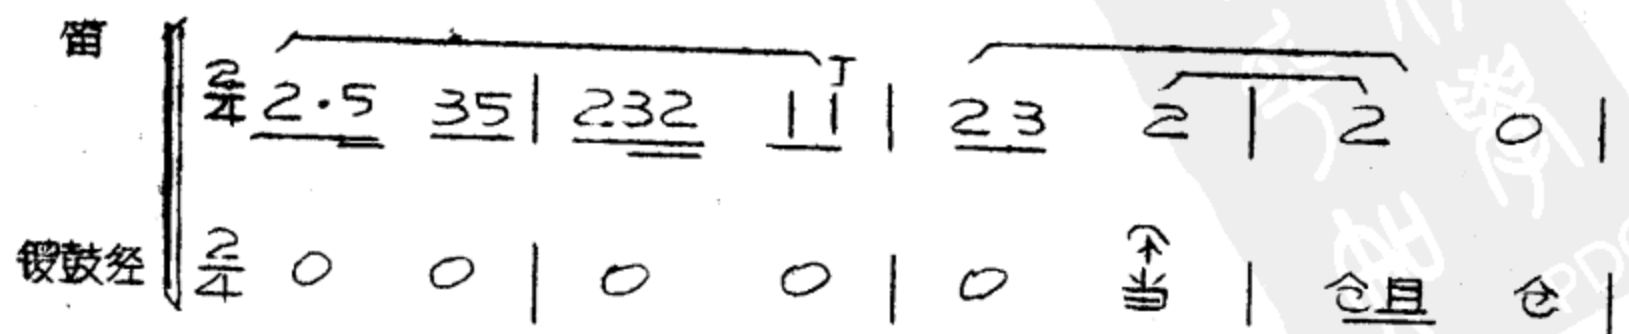 笛 2/4 2·5 35 | 232 11 | 23 2 | 2 0 |
锣鼓经 2/4 0 0 | 0 0 | 0 个当 | 仓且 仓 |